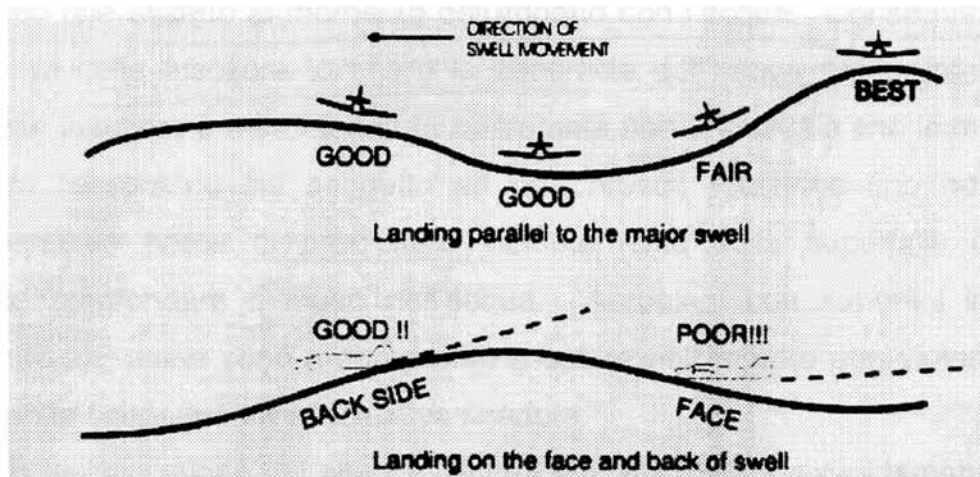 DIRECTION OF
SWELL MOVEMENT
BEST
GOOD
FAIR
GOOD
Landing parallel to the major swell
GOOD !!
POOR!!!
BACK SIDE
FACE
Landing on the face and back of swell